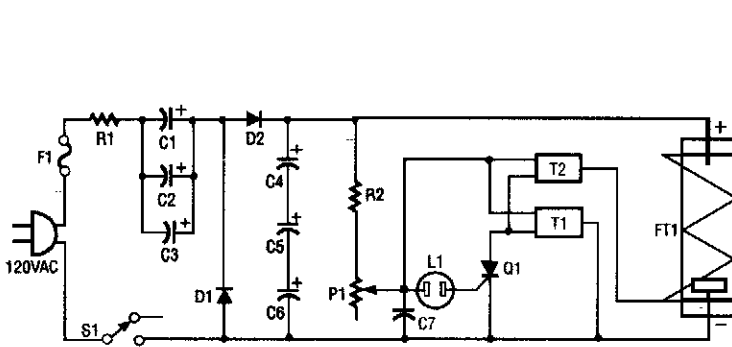 F1
R1
C1
+
C2
+
C3
+
120VAC
S1
D1
D2
C4
+
C5
+
C6
+
R2
P1
L1
C7
Q1
T2
T1
FT1
+
−